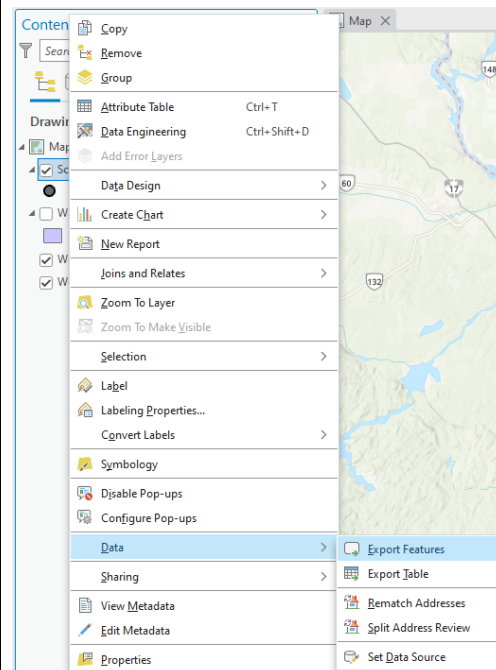 Conten
Map
Copy
Remove
Sear
Group
148
Attribute Table Ctrl+T
Data Engineering Ctrl+Shift+D
Drawin
Add Error Layers
Map
Sc
Data Design
60
17
Create Chart
W
New Report
W
Joins and Relates
W
132
Zoom To Layer
Zoom To Make Visible
Selection
Label
Labeling Properties...
Convert Labels
Symbology
Disable Pop-ups
Configure Pop-ups
Data
Export Features
Sharing
Export Table
View Metadata
Rematch Addresses
Edit Metadata
Split Address Review
Properties
Set Data Source